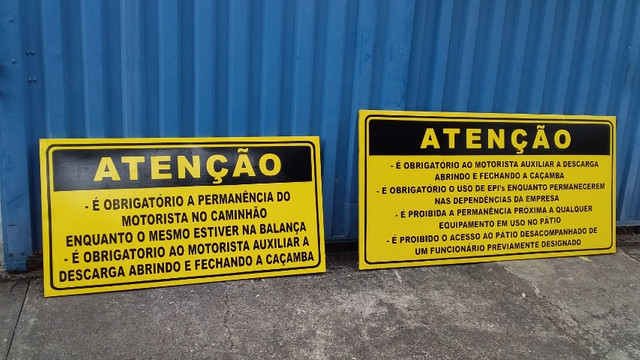 ATENÇÃO
- É OBRIGATÓRIO A PERMANÊNCIA DO
MOTORISTA NO CAMINHÃO
ENQUANTO O MESMO ESTIVER NA BALANÇA
- É OBRIGATORIO AO MOTORISTA AUXILIAR A
DESCARGA ABRINDO E FECHANDO A CAÇAMBA
ATENÇÃO
- É OBRIGATÓRIO AO MOTORISTA AUXILIAR A DESCARGA
ABRINDO E FECHANDO A CAÇAMBA
- É OBRIGATÓRIO O USO DE EPI's ENQUANTO PERMANECEREM
NAS DEPENDÊNCIAS DA EMPRESA
- É PROIBIDA A PERMANÊNCIA PROXIMA A QUALQUER
EQUIPAMENTO EM USO NO PÁTIO
- É PROIBIDO O ACESSO AO PÁTIO DESACOMPANHADO DE
UM FUNCIONÁRIO PREVIAMENTE DESIGNADO